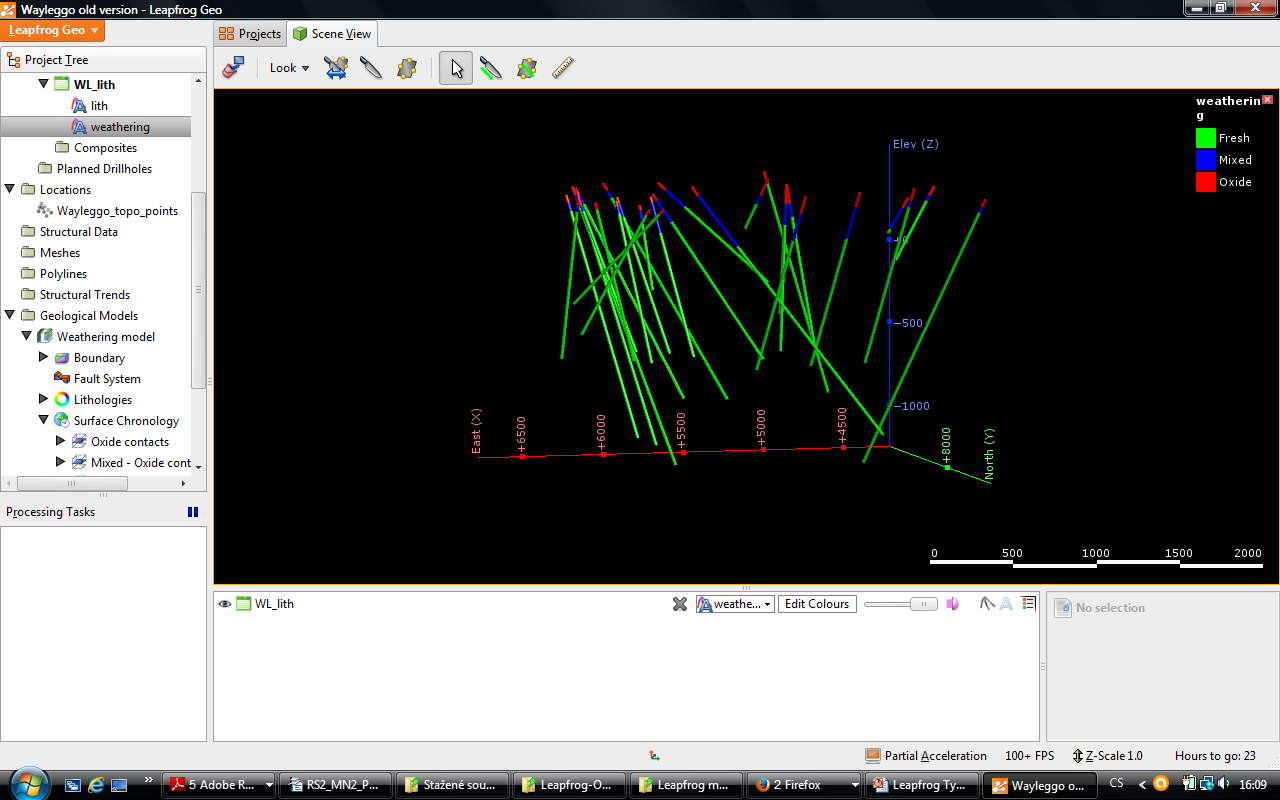 Wayleggo old version - Leapfrog Geo
Leapfrog Geo
Projects
Scene View
Project Tree
Look
WL_lith
lith
weathering
Composites
Planned Drillholes
Locations
Wayleggo_topo_points
Structural Data
Meshes
Polylines
Structural Trends
Geological Models
Weathering model
Boundary
Fault System
Lithologies
Surface Chronology
Oxide contacts
Mixed - Oxide cont
Processing Tasks
weatherin
g
Fresh
Mixed
Oxide
Elev (Z)
+0
−500
−1000
East (X)
+6500
+6000
+5500
+5000
+4500
+8000
North (Y)
0 500 1000 1500 2000
WL_lith
weathe...
Edit Colours
No selection
Partial Acceleration
100+ FPS
Z-Scale 1.0
Hours to go: 23
5 Adobe R...
RS2_MN2_P...
Stažené sou...
Leapfrog-O...
Leapfrog m...
2 Firefox
Leapfrog Ty...
Wayleggo o...
CS
16:09